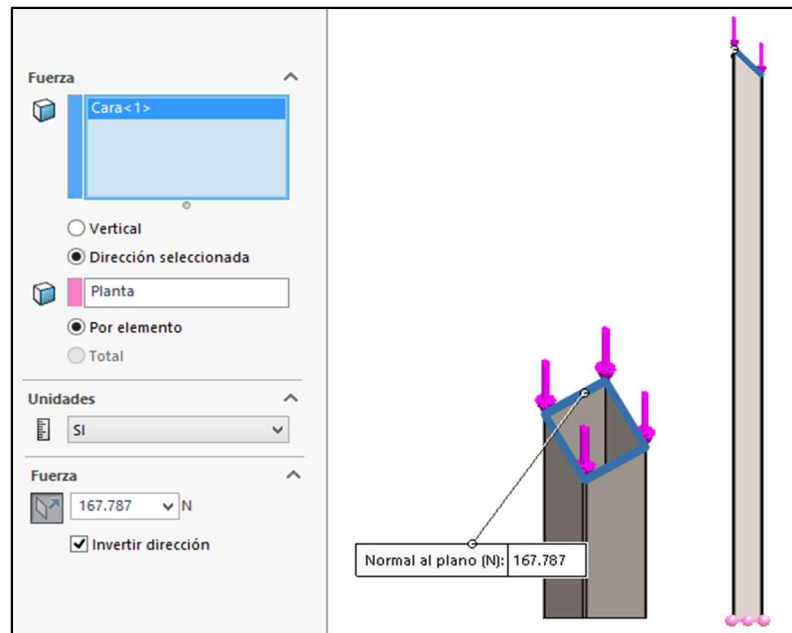 Fuerza
Cara<1>
Vertical
Dirección seleccionada
Planta
Por elemento
Total
Unidades
SI
Fuerza
167.787 N
Invertir dirección
Normal al plano (N): 167.787